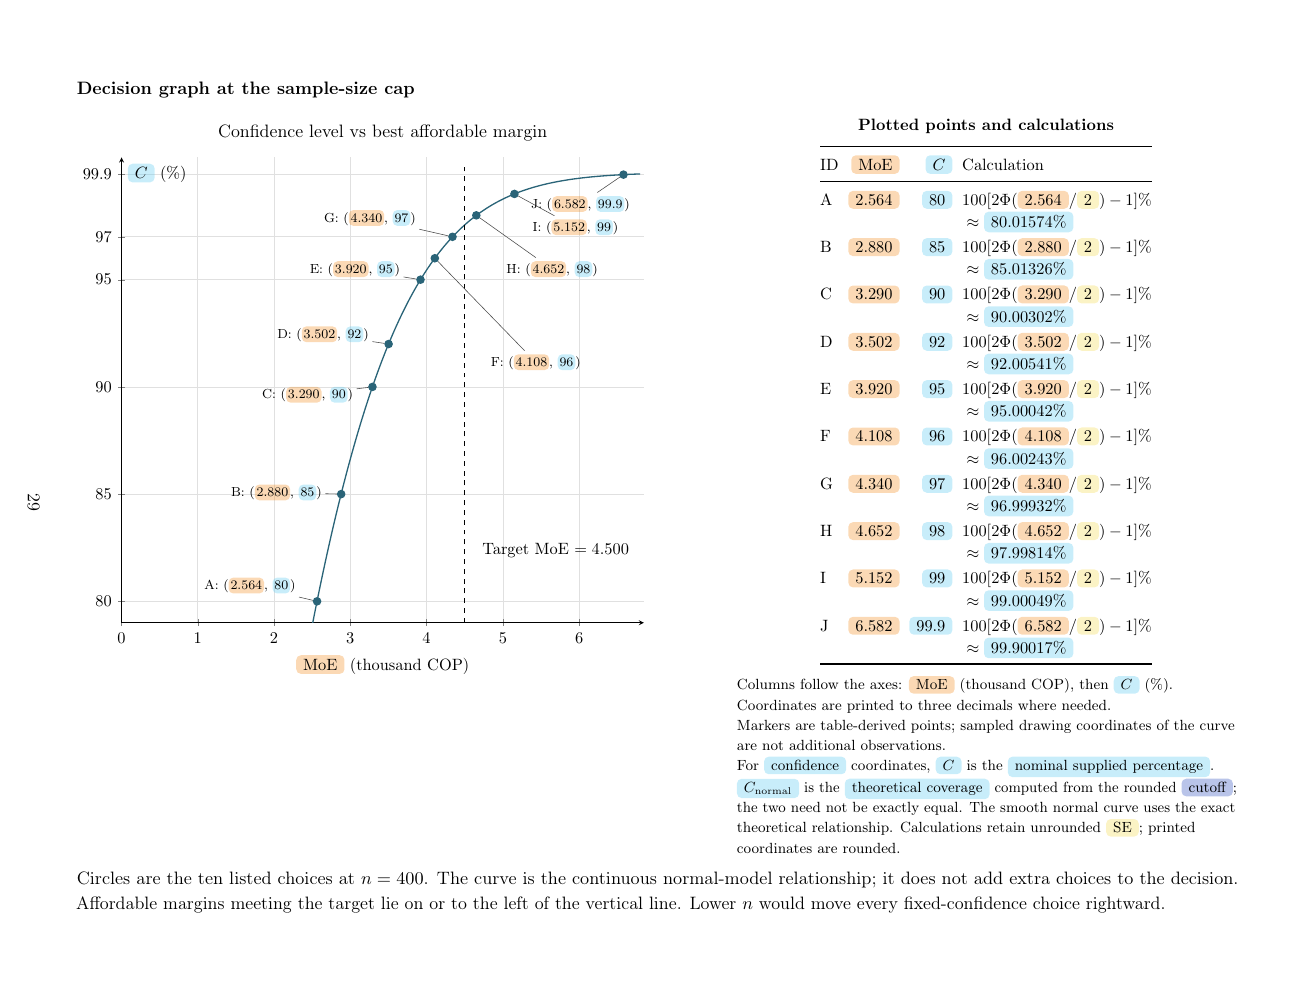 Decision graph at the sample-size cap
Confidence level vs best affordable margin
C (%)
99.9
97
95
90
85
80
0 1 2 3 4 5 6
MoE (thousand COP)
J: (6.582, 99.9)
G: (4.340, 97)
I: (5.152, 99)
E: (3.920, 95)
H: (4.652, 98)
D: (3.502, 92)
F: (4.108, 96)
C: (3.290, 90)
B: (2.880, 85)
Target MoE = 4.500
A: (2.564, 80)
Plotted points and calculations
ID MoE C Calculation
A 2.564 80 100[2Φ(2.564/2) − 1]%
≈ 80.01574%
B 2.880 85 100[2Φ(2.880/2) − 1]%
≈ 85.01326%
C 3.290 90 100[2Φ(3.290/2) − 1]%
≈ 90.00302%
D 3.502 92 100[2Φ(3.502/2) − 1]%
≈ 92.00541%
E 3.920 95 100[2Φ(3.920/2) − 1]%
≈ 95.00042%
F 4.108 96 100[2Φ(4.108/2) − 1]%
≈ 96.00243%
G 4.340 97 100[2Φ(4.340/2) − 1]%
≈ 96.99932%
H 4.652 98 100[2Φ(4.652/2) − 1]%
≈ 97.99814%
I 5.152 99 100[2Φ(5.152/2) − 1]%
≈ 99.00049%
J 6.582 99.9 100[2Φ(6.582/2) − 1]%
≈ 99.90017%
Columns follow the axes: MoE (thousand COP), then C (%).
Coordinates are printed to three decimals where needed.
Markers are table-derived points; sampled drawing coordinates of the curve
are not additional observations.
For confidence coordinates, C is the nominal supplied percentage.
C_normal is the theoretical coverage computed from the rounded cutoff;
the two need not be exactly equal. The smooth normal curve uses the exact
theoretical relationship. Calculations retain unrounded SE; printed
coordinates are rounded.
Circles are the ten listed choices at n = 400. The curve is the continuous normal-model relationship; it does not add extra choices to the decision.
Affordable margins meeting the target lie on or to the left of the vertical line. Lower n would move every fixed-confidence choice rightward.
29